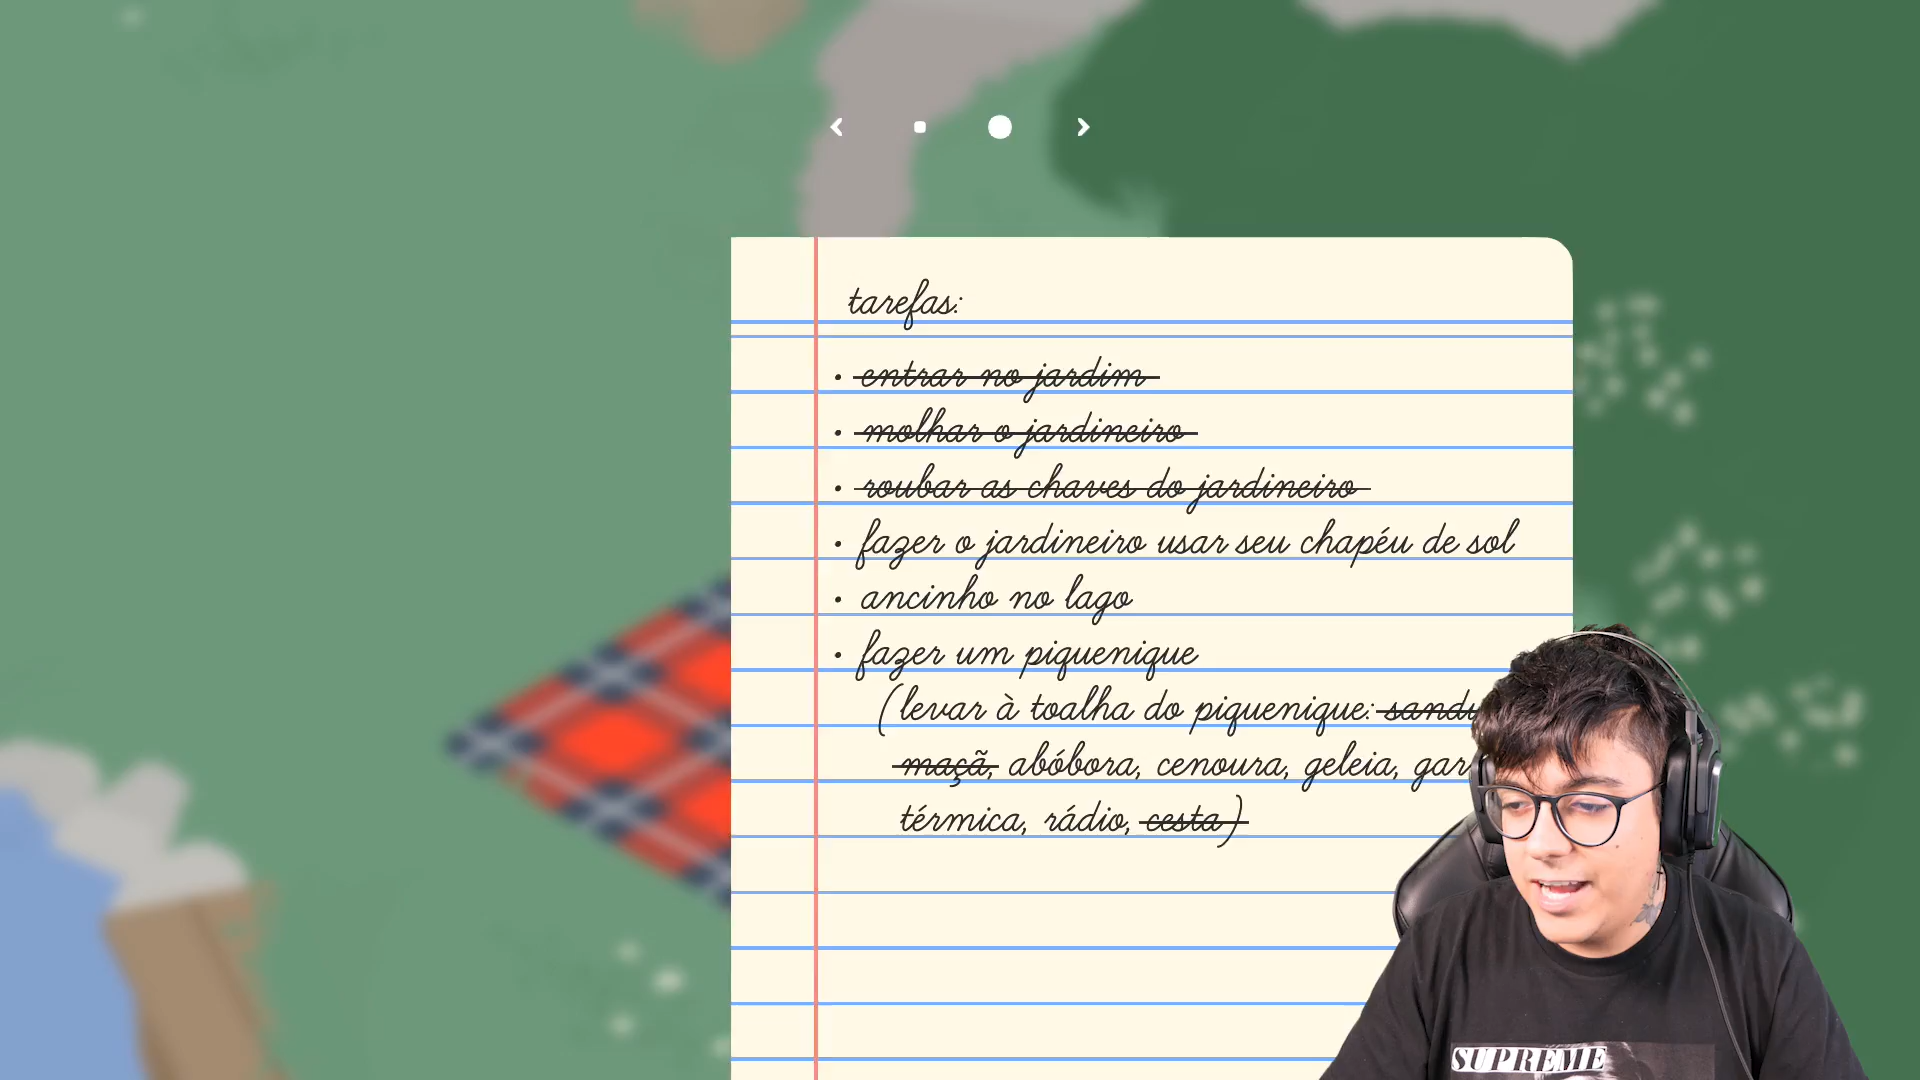 tarefas:
• entrar no jardim
• molhar o jardineiro
• roubar as chaves do jardineiro
• fazer o jardineiro usar seu chapéu de sol
• ancinho no lago
• fazer um piquenique
(levar à toalha do piquenique:
maçã, abóbora, cenoura, geleia,
térmica, rádio, cesta)
SUPREME